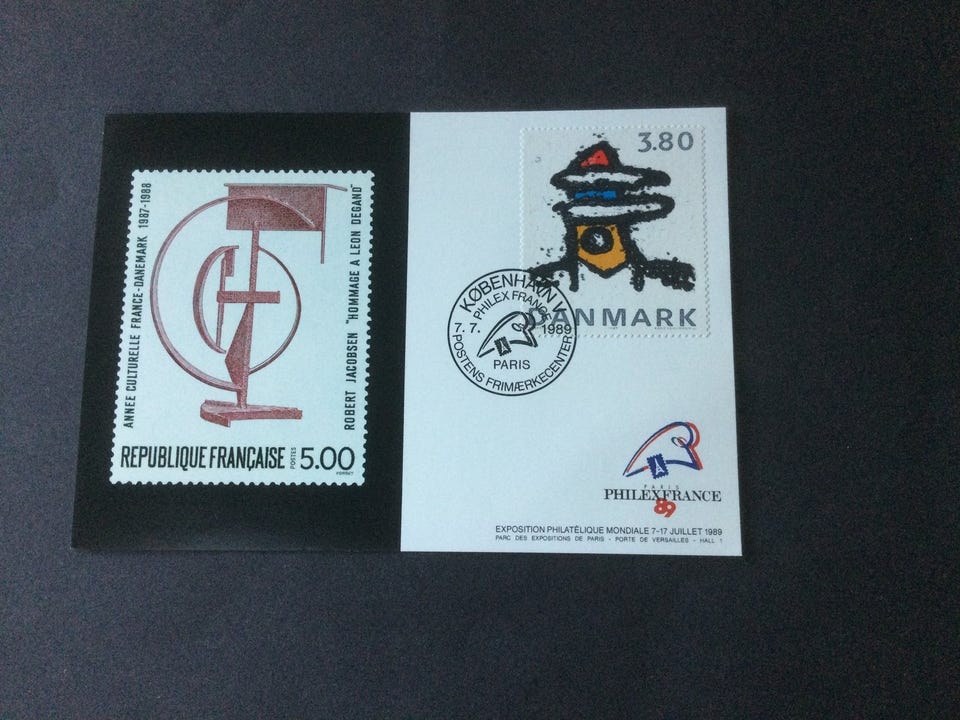 ANNEE CULTURELLE FRANCE-DANEMARK 1987-1988
ROBERT JACOBSEN "HOMMAGE A LEON DEGAND"
REPUBLIQUE FRANÇAISE POSTES 5.00
FORGET
3.80
DANMARK
KØBENHAVN V
PHILEX FRANCE
7.7. 1989
PARIS
POSTENS FRIMÆRKECENTER
PARIS
PHILEXFRANCE
89
EXPOSITION PHILATÉLIQUE MONDIALE 7-17 JUILLET 1989
PARC DES EXPOSITIONS DE PARIS - PORTE DE VERSAILLES - HALL 1